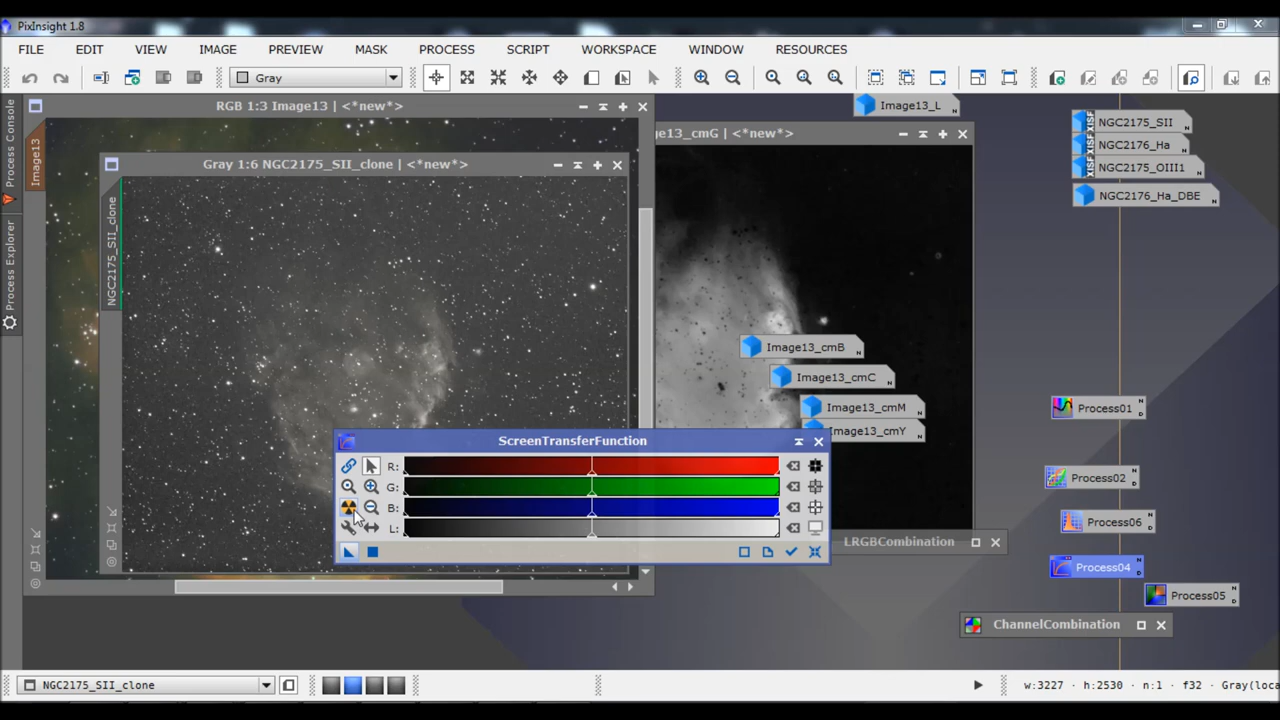 PixInsight 1.8
FILE EDIT VIEW IMAGE PREVIEW MASK PROCESS SCRIPT WORKSPACE WINDOW RESOURCES
Gray
Process Console
Process Explorer
RGB 1:3 Image13 | <*new*>
Image13
Gray 1:6 NGC2175_SII_clone | <*new*>
NGC2175_SII_clone
ge13_cmG | <*new*>
Image13_L
N
NGC2175_SII
N
XISF
NGC2176_Ha
N
XISF
NGC2175_OIII1
N
XISF
NGC2176_Ha_DBE
N
Image13_cmB
N
Image13_cmC
N
Image13_cmM
N
Image13_cmY
N
ScreenTransferFunction
R:
G:
B:
L:
LRGBCombination
Process01
N
D
Process02
N
D
Process06
N
D
Process04
N
D
Process05
N
D
ChannelCombination
NGC2175_SII_clone
w:3227 · h:2530 · n:1 · f32 · Gray(loca